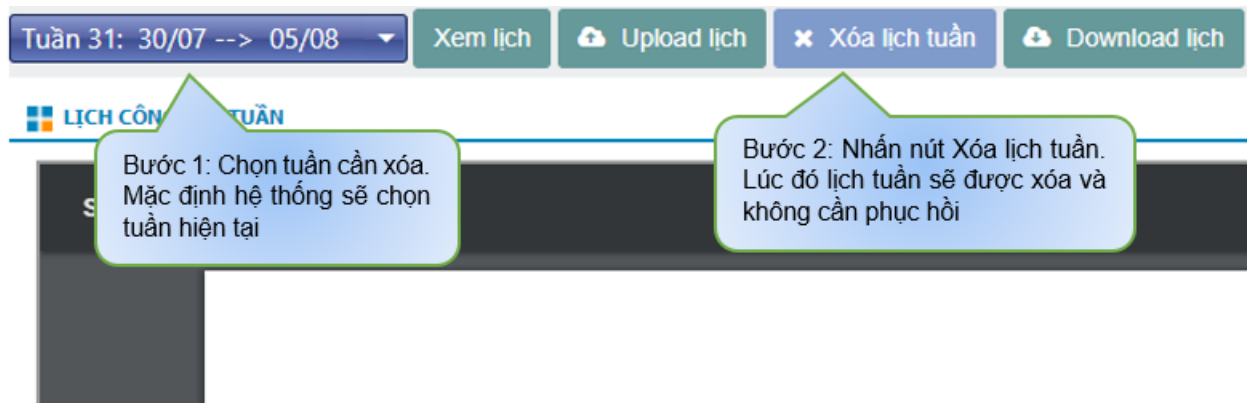 Tuần 31: 30/07 --> 05/08 Xem lịch Upload lịch Xóa lịch tuần Download lịch
LỊCH CÔN TUẦN
Bước 1: Chọn tuần cần xóa.
Mặc định hệ thống sẽ chọn
tuần hiện tại
Bước 2: Nhấn nút Xóa lịch tuần.
Lúc đó lịch tuần sẽ được xóa và
không cần phục hồi
S